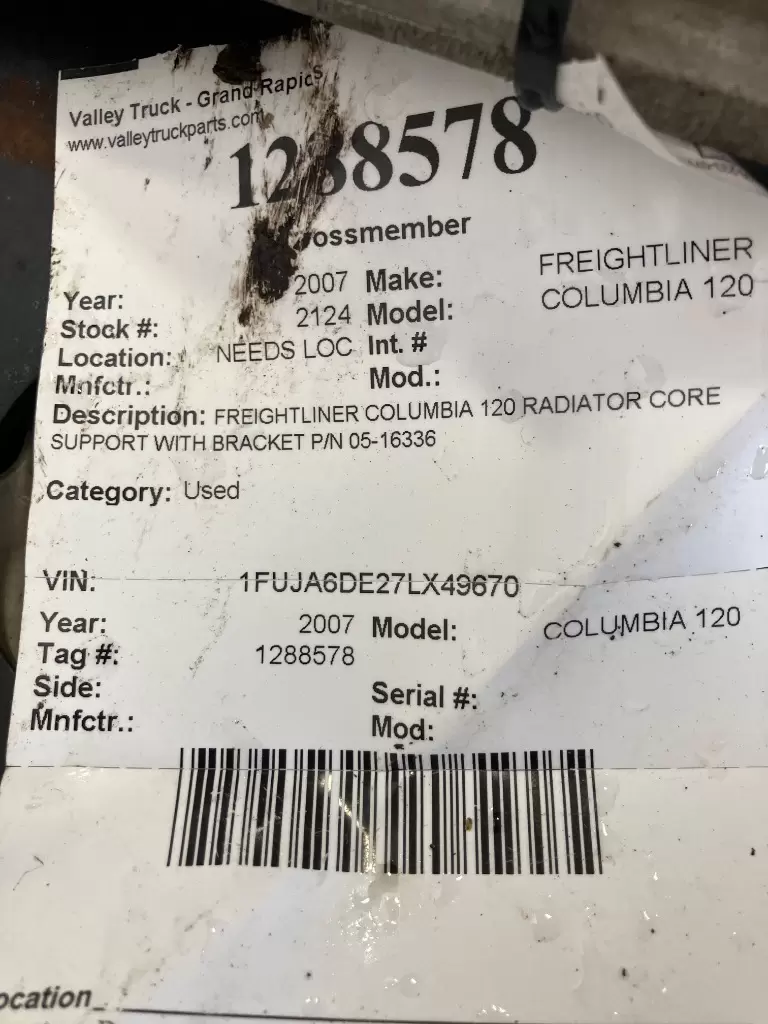 Valley Truck - Grand Rapids
www.valleytruckparts.com
1288578
Crossmember
Year: 2007 Make: FREIGHTLINER
Stock #: 2124 Model: COLUMBIA 120
Location: NEEDS LOC Int. #
Mnfctr.: Mod.:
Description: FREIGHTLINER COLUMBIA 120 RADIATOR CORE
SUPPORT WITH BRACKET P/N 05-16336
Category: Used
VIN: 1FUJA6DE27LX49670
Year: 2007 Model: COLUMBIA 120
Tag #: 1288578
Side: Serial #:
Mnfctr.: Mod:
ocation_